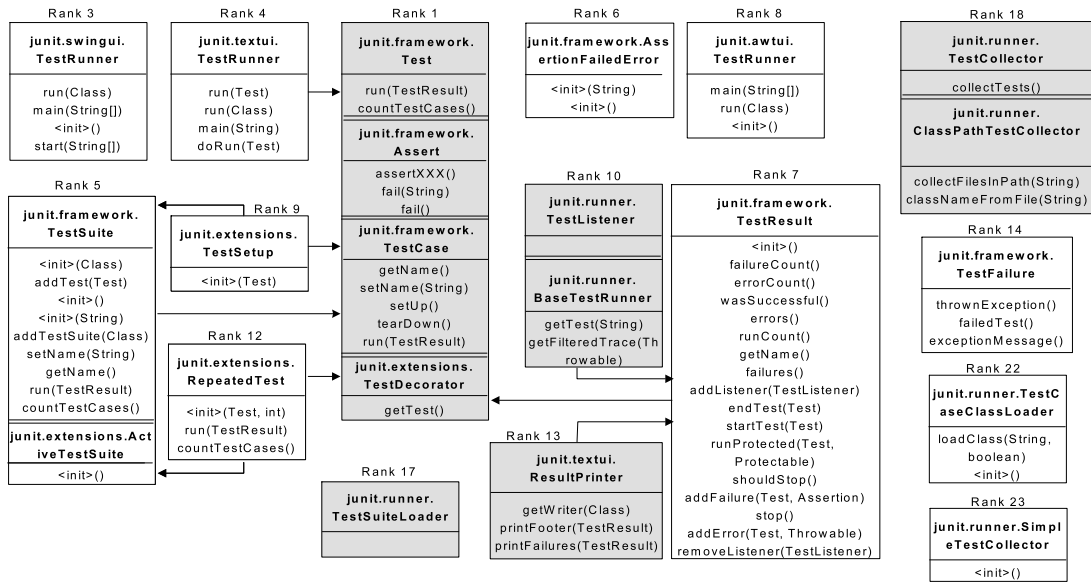 Rank 3
junit.swingui.
TestRunner
run(Class)
main(String[])
<init>()
start(String[])
Rank 4
junit.textui.
TestRunner
run(Test)
run(Class)
main(String)
doRun(Test)
Rank 1
junit.framework.
Test
run(TestResult)
countTestCases()
junit.framework.
Assert
assertXXX()
fail(String)
fail()
junit.framework.
TestCase
getName()
setName(String)
setUp()
tearDown()
run(TestResult)
junit.extensions.
TestDecorator
getTest()
Rank 6
junit.framework.Ass
ertionFailedError
<init>(String)
<init>()
Rank 8
junit.awtui.
TestRunner
main(String[])
run(Class)
<init>()
Rank 18
junit.runner.
TestCollector
collectTests()
junit.runner.
ClassPathTestCollector
collectFilesInPath(String)
classNameFromFile(String)
Rank 5
junit.framework.
TestSuite
<init>(Class)
addTest(Test)
<init>()
<init>(String)
addTestSuite(Class)
setName(String)
getName()
run(TestResult)
countTestCases()
junit.extensions.Act
iveTestSuite
<init>()
Rank 9
junit.extensions.
TestSetup
<init>(Test)
Rank 12
junit.extensions.
RepeatedTest
<init>(Test, int)
run(TestResult)
countTestCases()
Rank 10
junit.runner.
TestListener
junit.runner.
BaseTestRunner
getTest(String)
getFilteredTrace(Th
rowable)
Rank 7
junit.framework.
TestResult
<init>()
failureCount()
errorCount()
wasSuccessful()
errors()
runCount()
getName()
failures()
addListener(TestListener)
endTest(Test)
startTest(Test)
runProtected(Test,
Protectable)
shouldStop()
addFailure(Test, Assertion)
stop()
addError(Test, Throwable)
removeListener(TestListener)
Rank 14
junit.framework.
TestFailure
thrownException()
failedTest()
exceptionMessage()
Rank 22
junit.runner.TestC
aseClassLoader
loadClass(String,
boolean)
<init>()
Rank 13
junit.textui.
ResultPrinter
getWriter(Class)
printFooter(TestResult)
printFailures(TestResult)
Rank 17
junit.runner.
TestSuiteLoader
Rank 23
junit.runner.Simpl
eTestCollector
<init>()